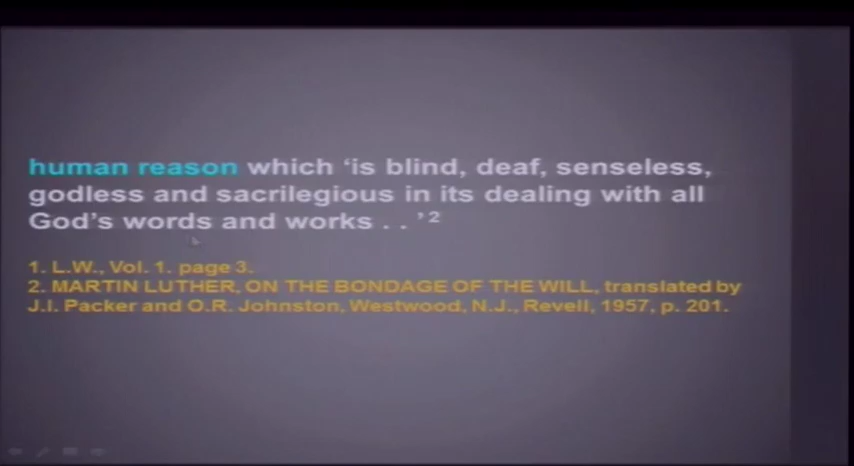 human reason which ‘is blind, deaf, senseless,
godless and sacrilegious in its dealing with all
God’s words and works . . ’²
1. L.W., Vol. 1. page 3.
2. MARTIN LUTHER, ON THE BONDAGE OF THE WILL, translated by
J.I. Packer and O.R. Johnston, Westwood, N.J., Revell, 1957, p. 201.